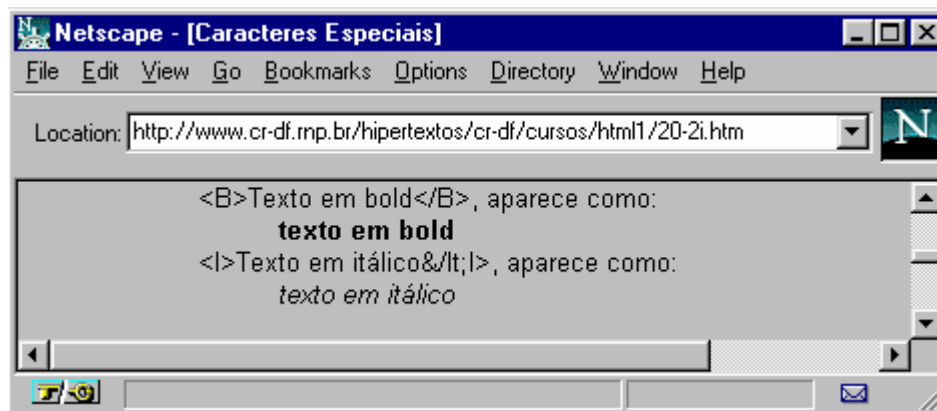 Netscape - [Caracteres Especiais]
File Edit View Go Bookmarks Options Directory Window Help
Location: http://www.cr-df.rnp.br/hipertextos/cr-df/cursos/html1/20-2i.htm
N
<B>Texto em bold</B>, aparece como:
texto em bold
<I>Texto em itálico&/lt;I>, aparece como:
texto em itálico